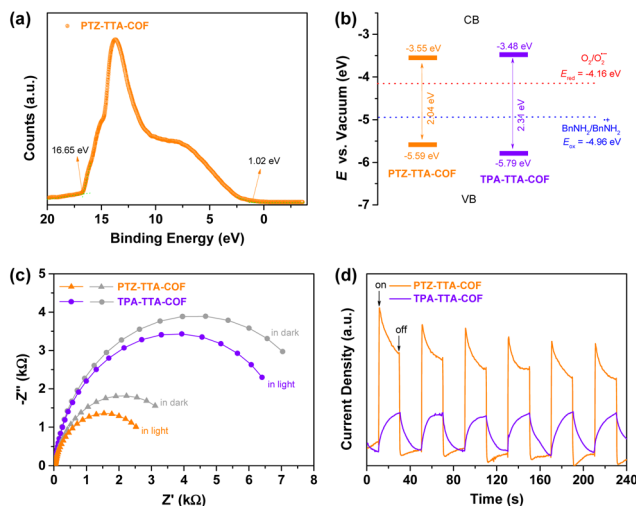 (a)
PTZ-TTA-COF
Counts (a.u.)
16.65 eV
1.02 eV
20
15
10
5
0
Binding Energy (eV)
(b)
CB
E vs. Vacuum (eV)
-3
-4
-5
-6
-7
-3.55 eV
-3.48 eV
2.04 eV
2.31 eV
-5.59 eV
-5.79 eV
PTZ-TTA-COF
TPA-TTA-COF
VB
O2/O2•−
Ered = -4.16 eV
BnNH2/BnNH2•+
Eox = -4.96 eV
(c)
PTZ-TTA-COF
TPA-TTA-COF
in dark
in light
in dark
in light
-Z'' (kΩ)
5
4
3
2
1
0
0 1 2 3 4 5 6 7 8
Z' (kΩ)
(d)
PTZ-TTA-COF
TPA-TTA-COF
on
off
Current Density (a.u.)
0 40 80 120 160 200 240
Time (s)